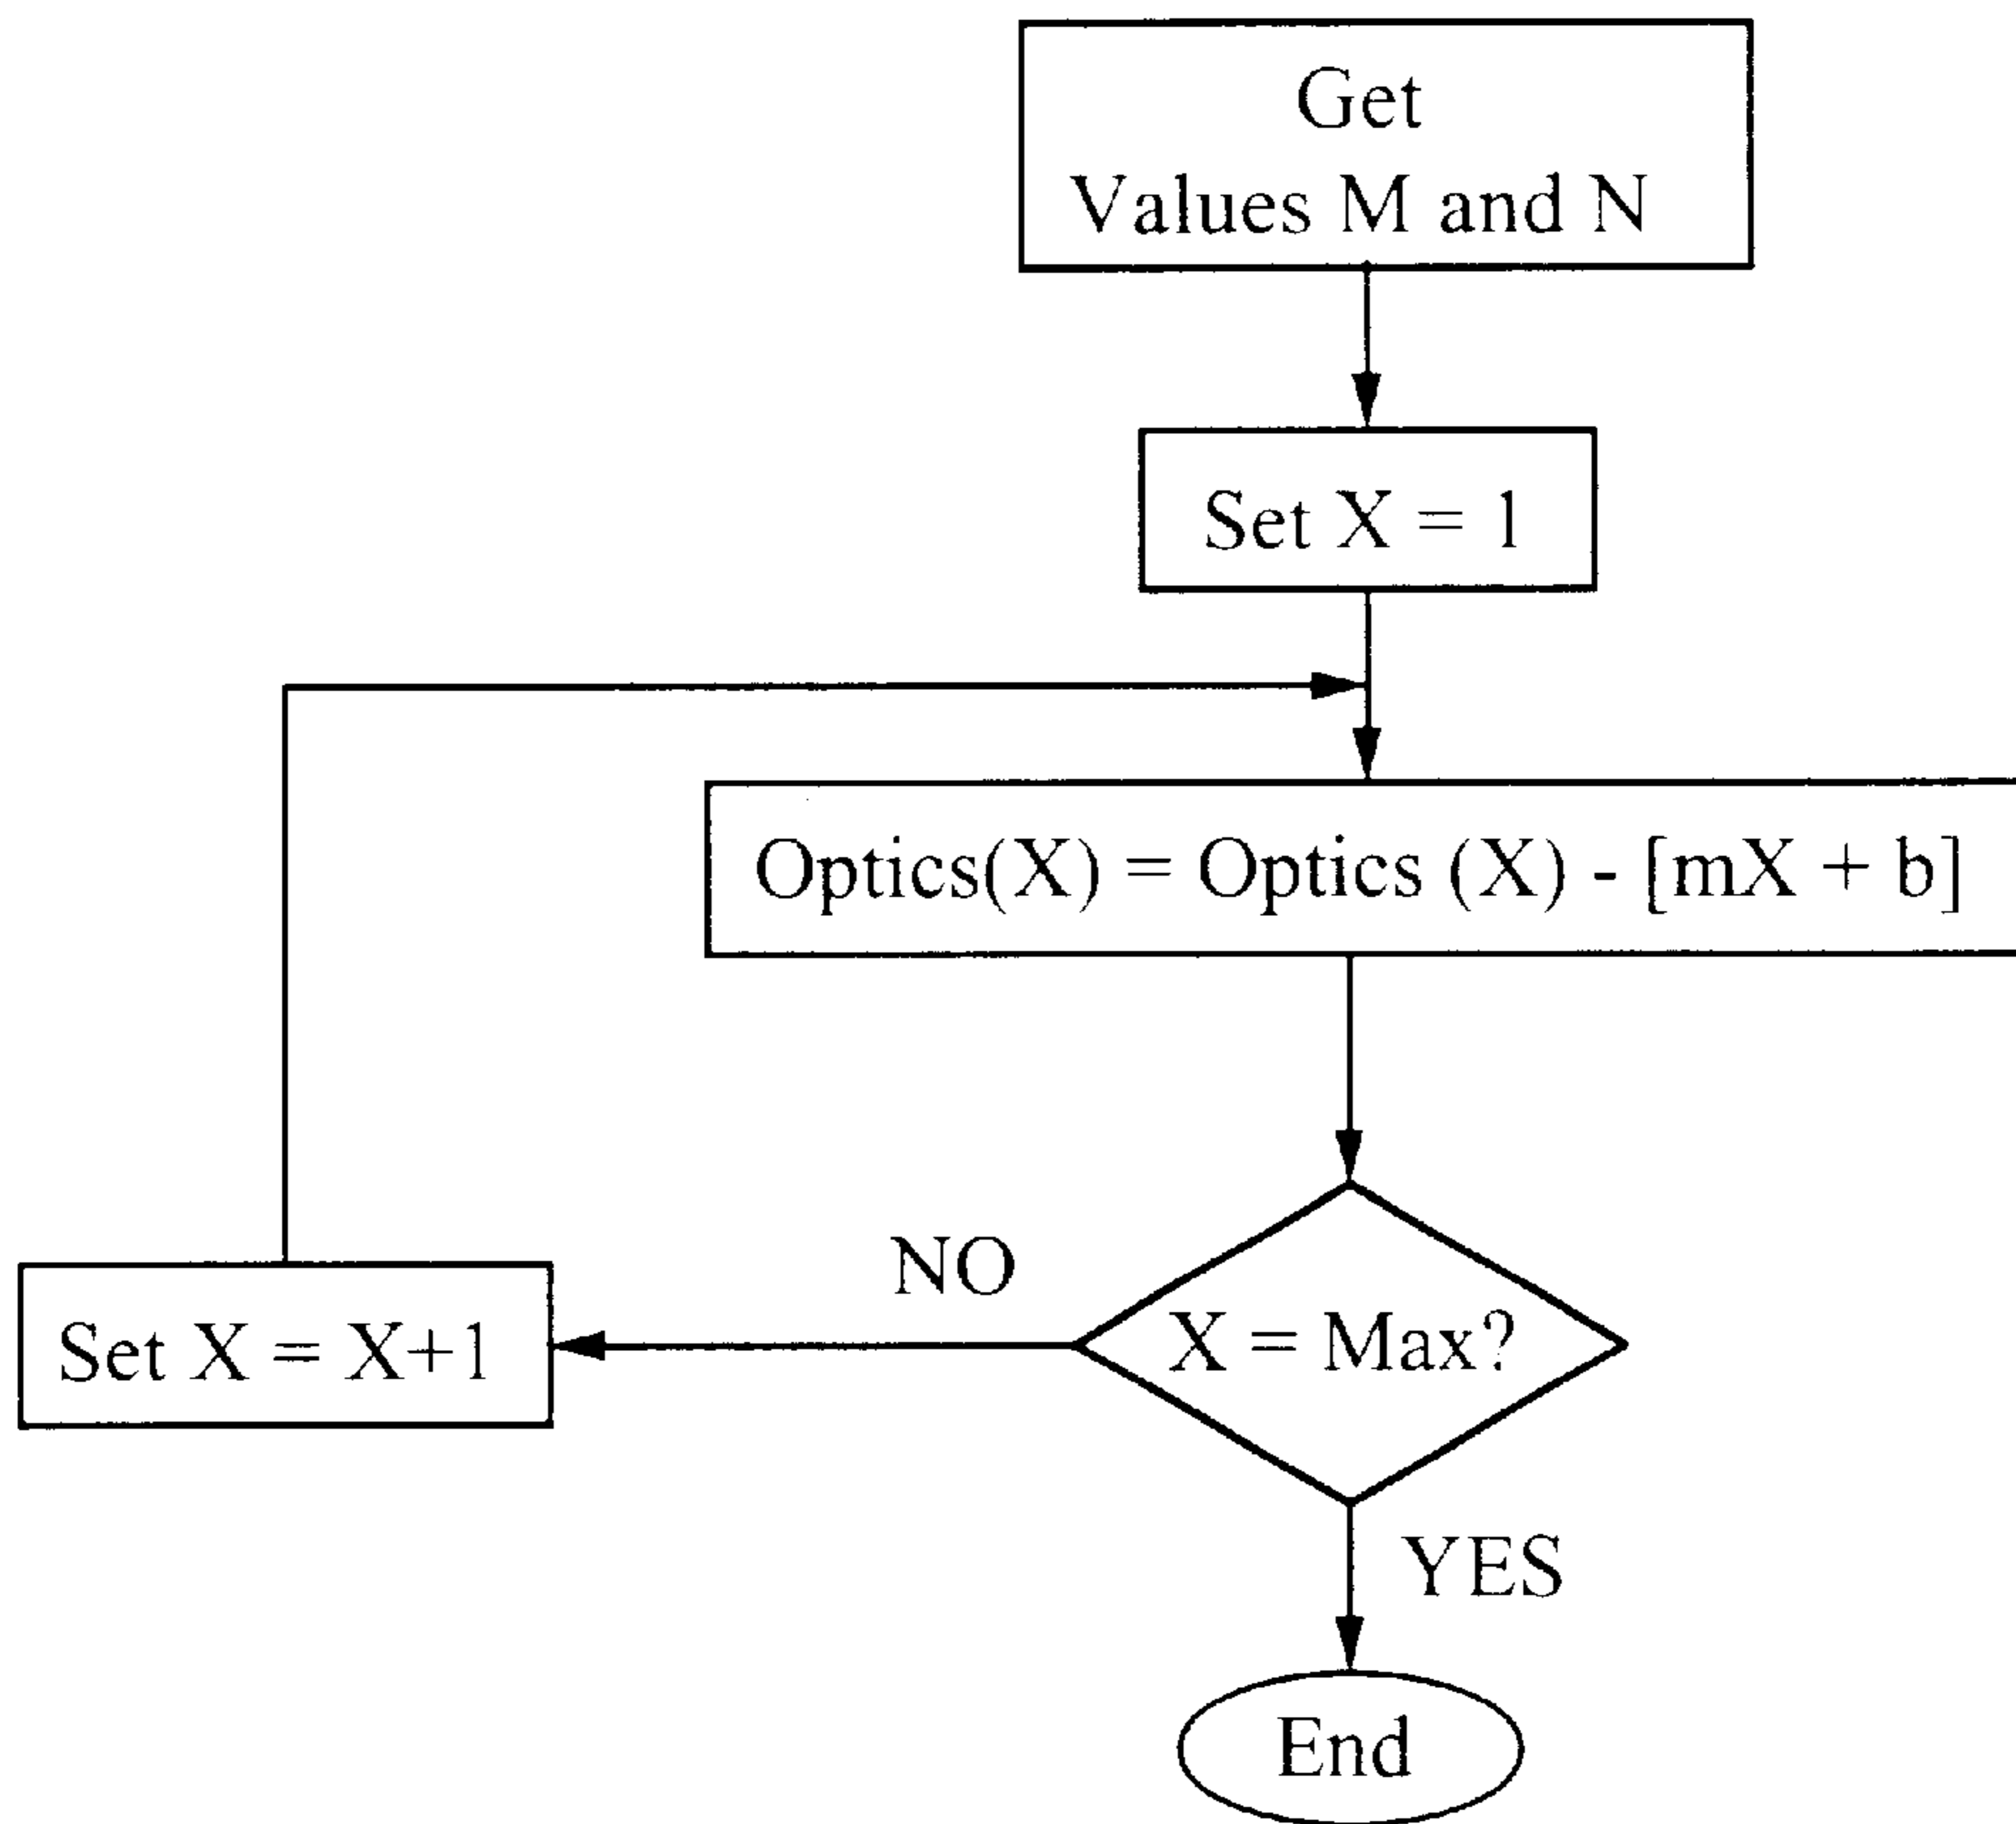 Get
Values M and N
Set X = 1
Optics(X) = Optics (X) - [mX + b]
NO
X = Max?
Set X = X+1
YES
End